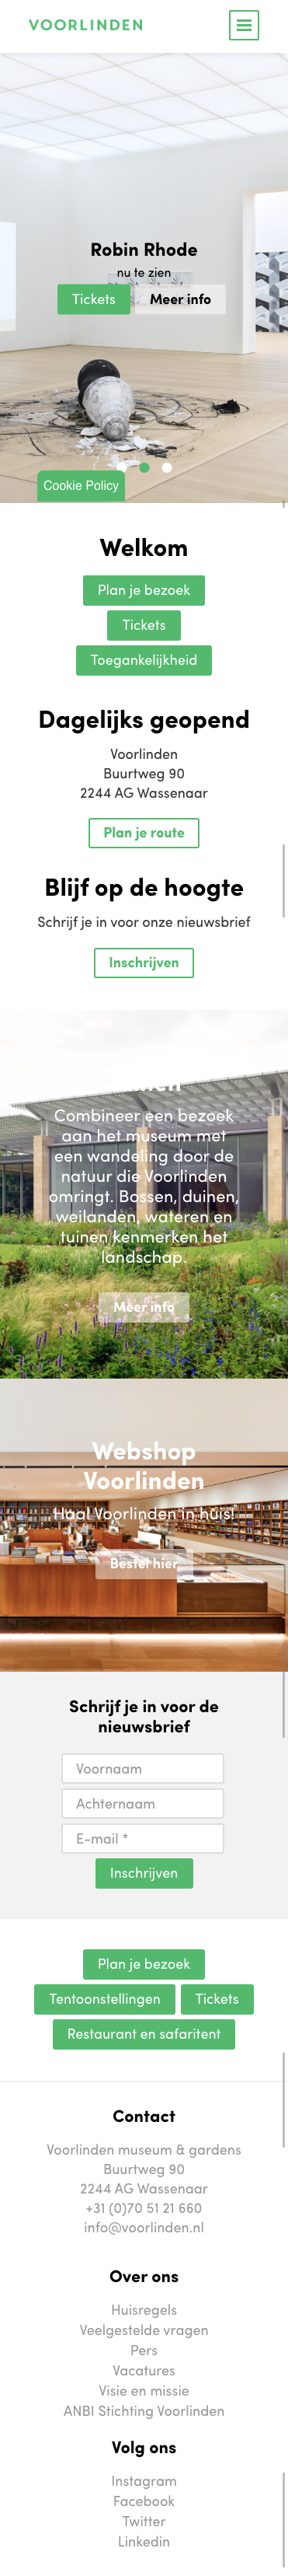 VOORLINDEN
Robin Rhode
nu te zien
Tickets
Meer info
Cookie Policy
Welkom
Plan je bezoek
Tickets
Toegankelijkheid
Dagelijks geopend
Voorlinden
Buurtweg 90
2244 AG Wassenaar
Plan je route
Blijf op de hoogte
Schrijf je in voor onze nieuwsbrief
Inschrijven
Combineer een bezoek
aan het museum met
een wandeling door de
natuur die Voorlinden
omringt. Bossen, duinen,
weilanden, wateren en
tuinen kenmerken het
landschap.
Meer info
Webshop
Voorlinden
Haal Voorlinden in huis!
Bestel hier
Schrijf je in voor de
nieuwsbrief
Voornaam
Achternaam
E-mail *
Inschrijven
Plan je bezoek
Tentoonstellingen
Tickets
Restaurant en safaritent
Contact
Voorlinden museum & gardens
Buurtweg 90
2244 AG Wassenaar
+31 (0)70 51 21 660
info@voorlinden.nl
Over ons
Huisregels
Veelgestelde vragen
Pers
Vacatures
Visie en missie
ANBI Stichting Voorlinden
Volg ons
Instagram
Facebook
Twitter
Linkedin